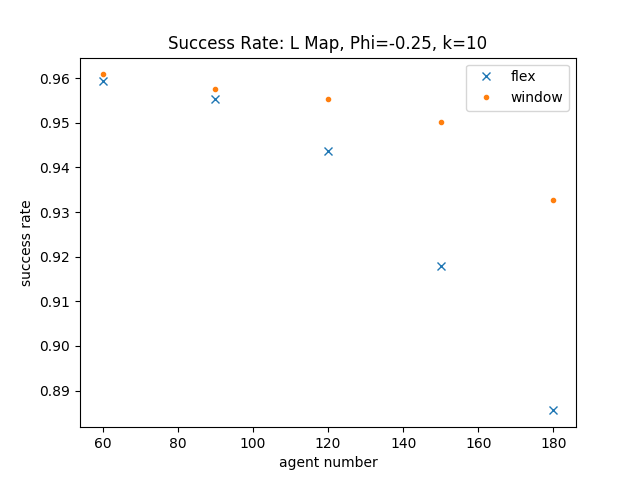 Success Rate: L Map, Phi=-0.25, k=10
flex
window
0.96
0.95
0.94
0.93
0.92
0.91
0.90
0.89
success rate
60 80 100 120 140 160 180
agent number